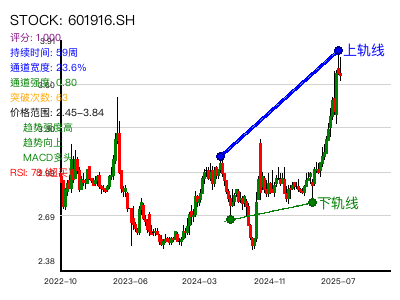 STOCK: 601916.SH
评分: 1.000
3.91
持续时间: 59周
通道宽度: 23.6%
通道强度: 0.80
突破次数: 63
价格范围: 2.45~3.84
趋势强度高
趋势向上
MACD多头
上轨线
下轨线
2.69
2.38
2022-10
2023-06
2024-03
2024-11
2025-07